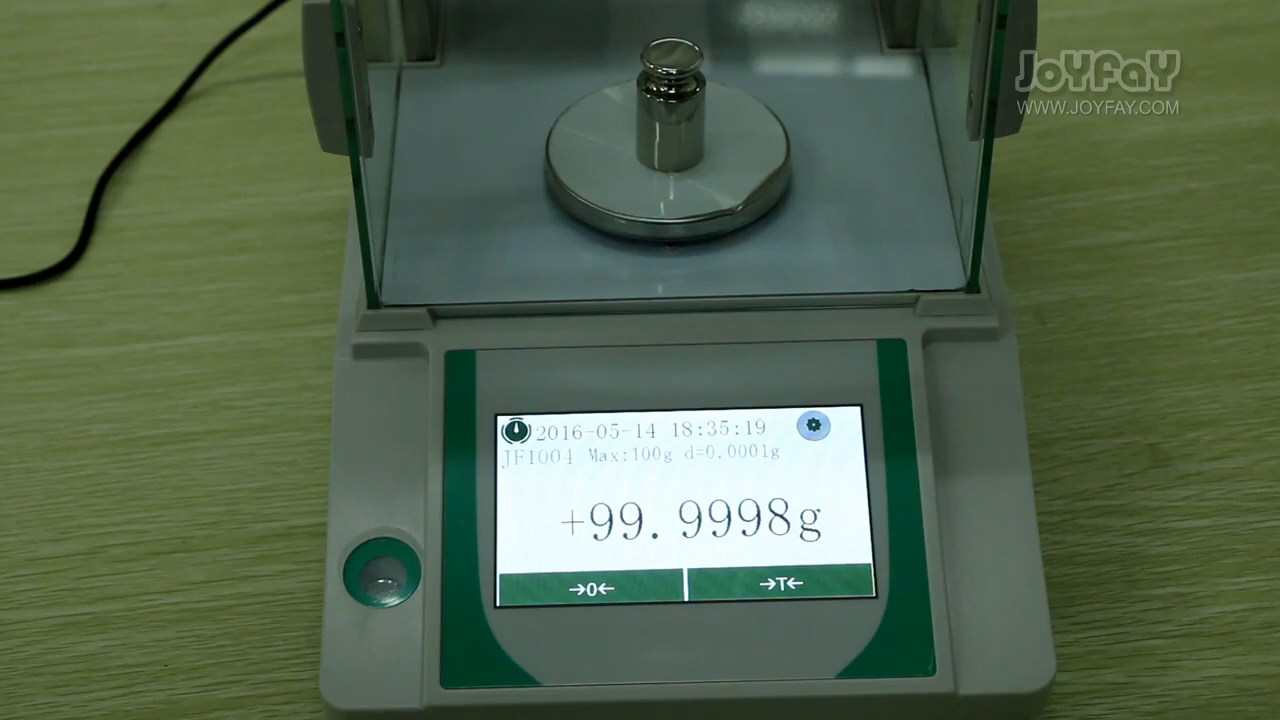 JOYFAY
WWW.JOYFAY.COM
2016-05-14 18:35:19
JF1004 Max:100g d=0.0001g
+99.9998g
→0←
→T←